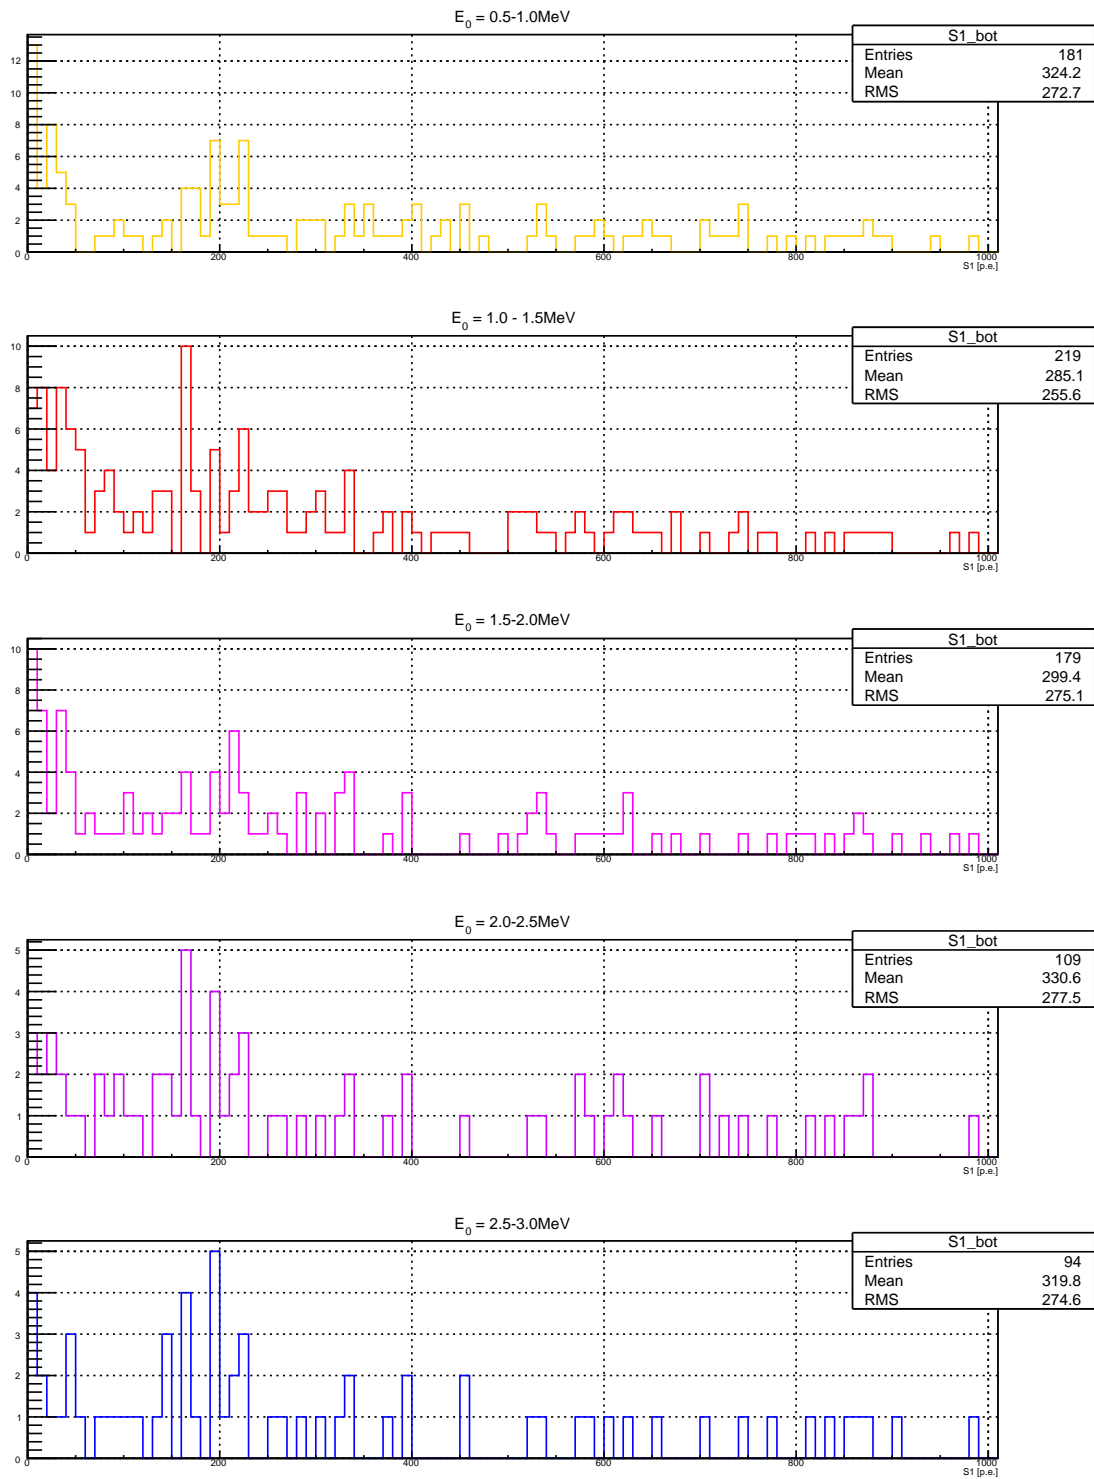 E0 = 0.5-1.0MeV
S1_bot
Entries 181
Mean 324.2
RMS 272.7
12
10
8
6
4
2
0
0 200 400 600 800 1000
S1 [p.e.]
E0 = 1.0 - 1.5MeV
S1_bot
Entries 219
Mean 285.1
RMS 255.6
10
8
6
4
2
0
0 200 400 600 800 1000
S1 [p.e.]
E0 = 1.5-2.0MeV
S1_bot
Entries 179
Mean 299.4
RMS 275.1
10
8
6
4
2
0
0 200 400 600 800 1000
S1 [p.e.]
E0 = 2.0-2.5MeV
S1_bot
Entries 109
Mean 330.6
RMS 277.5
5
4
3
2
1
0
0 200 400 600 800 1000
S1 [p.e.]
E0 = 2.5-3.0MeV
S1_bot
Entries 94
Mean 319.8
RMS 274.6
5
4
3
2
1
0
0 200 400 600 800 1000
S1 [p.e.]